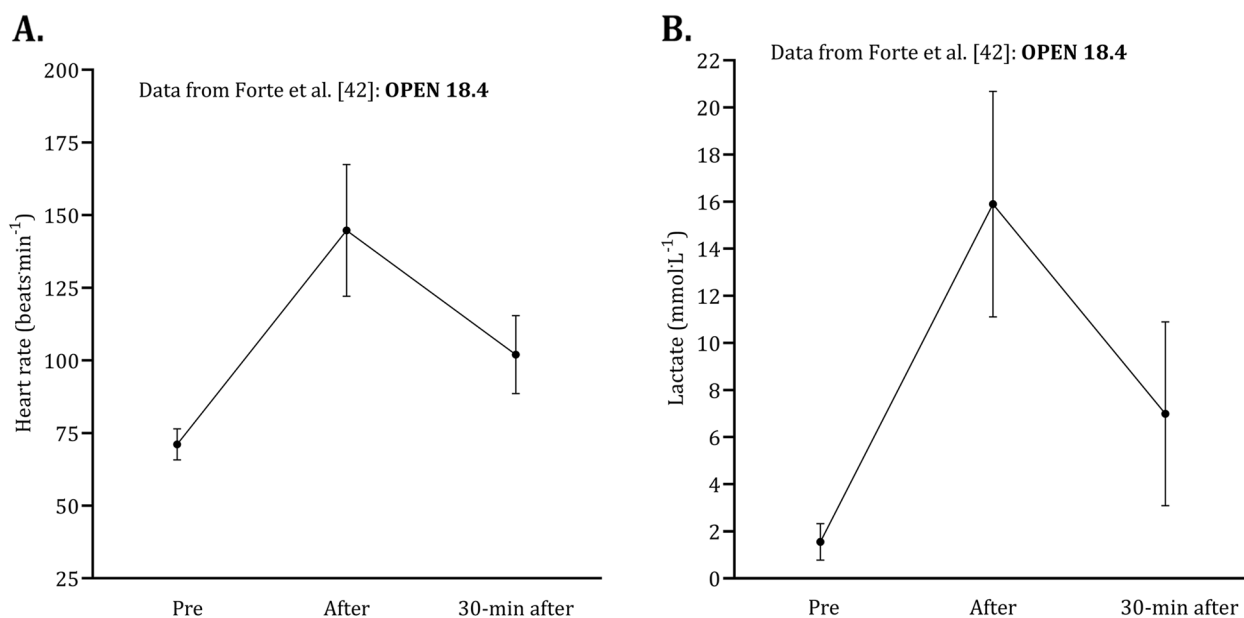 A.
Data from Forte et al. [42]: OPEN 18.4
200
175
150
125
100
75
50
25
Heart rate (beats·min⁻¹)
Pre After 30-min after
B.
Data from Forte et al. [42]: OPEN 18.4
22
20
18
16
14
12
10
8
6
4
2
0
Lactate (mmol·L⁻¹)
Pre After 30-min after